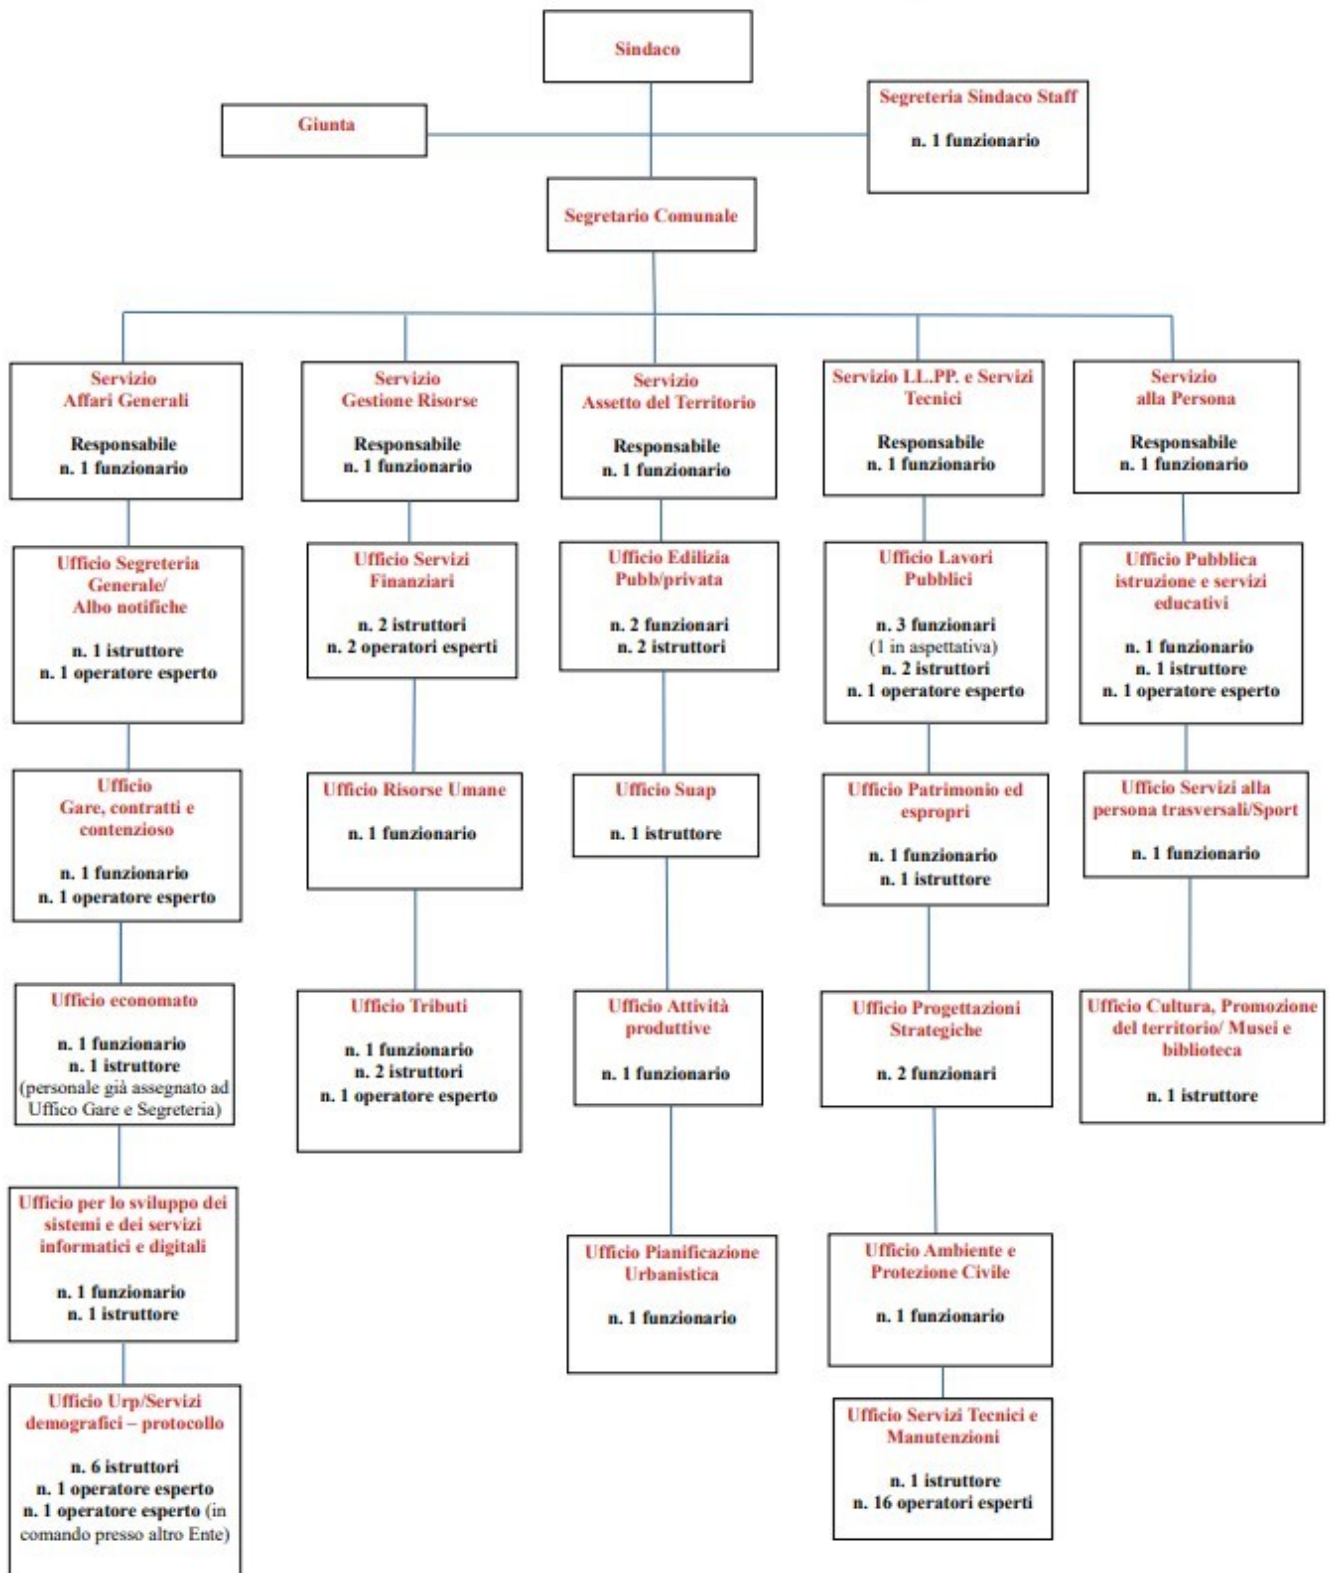 Sindaco
Giunta
Segreteria Sindaco Staff
n. 1 funzionario
Segretario Comunale
Servizio
Affari Generali
Responsabile
n. 1 funzionario
Ufficio Segreteria
Generale/
Albo notifiche
n. 1 istruttore
n. 1 operatore esperto
Ufficio
Gare, contratti e
contenzioso
n. 1 funzionario
n. 1 operatore esperto
Ufficio economato
n. 1 funzionario
n. 1 istruttore
(personale già assegnato ad
Uffico Gare e Segreteria)
Ufficio per lo sviluppo dei
sistemi e dei servizi
informatici e digitali
n. 1 funzionario
n. 1 istruttore
Ufficio Urp/Servizi
demografici – protocollo
n. 6 istruttori
n. 1 operatore esperto
n. 1 operatore esperto (in
comando presso altro Ente)
Servizio
Gestione Risorse
Responsabile
n. 1 funzionario
Ufficio Servizi
Finanziari
n. 2 istruttori
n. 2 operatori esperti
Ufficio Risorse Umane
n. 1 funzionario
Ufficio Tributi
n. 1 funzionario
n. 2 istruttori
n. 1 operatore esperto
Servizio
Assetto del Territorio
Responsabile
n. 1 funzionario
Ufficio Edilizia
Pubb/privata
n. 2 funzionari
n. 2 istruttori
Ufficio Suap
n. 1 istruttore
Ufficio Attività
produttive
n. 1 funzionario
Ufficio Pianificazione
Urbanistica
n. 1 funzionario
Servizio LL.PP. e Servizi
Tecnici
Responsabile
n. 1 funzionario
Ufficio Lavori
Pubblici
n. 3 funzionari
(1 in aspettativa)
n. 2 istruttori
n. 1 operatore esperto
Ufficio Patrimonio ed
espropri
n. 1 funzionario
n. 1 istruttore
Ufficio Progettazioni
Strategiche
n. 2 funzionari
Ufficio Ambiente e
Protezione Civile
n. 1 funzionario
Ufficio Servizi Tecnici e
Manutenzioni
n. 1 istruttore
n. 16 operatori esperti
Servizio
alla Persona
Responsabile
n. 1 funzionario
Ufficio Pubblica
istruzione e servizi
educativi
n. 1 funzionario
n. 1 istruttore
n. 1 operatore esperto
Ufficio Servizi alla
persona trasversali/Sport
n. 1 funzionario
Ufficio Cultura, Promozione
del territorio/ Musei e
biblioteca
n. 1 istruttore